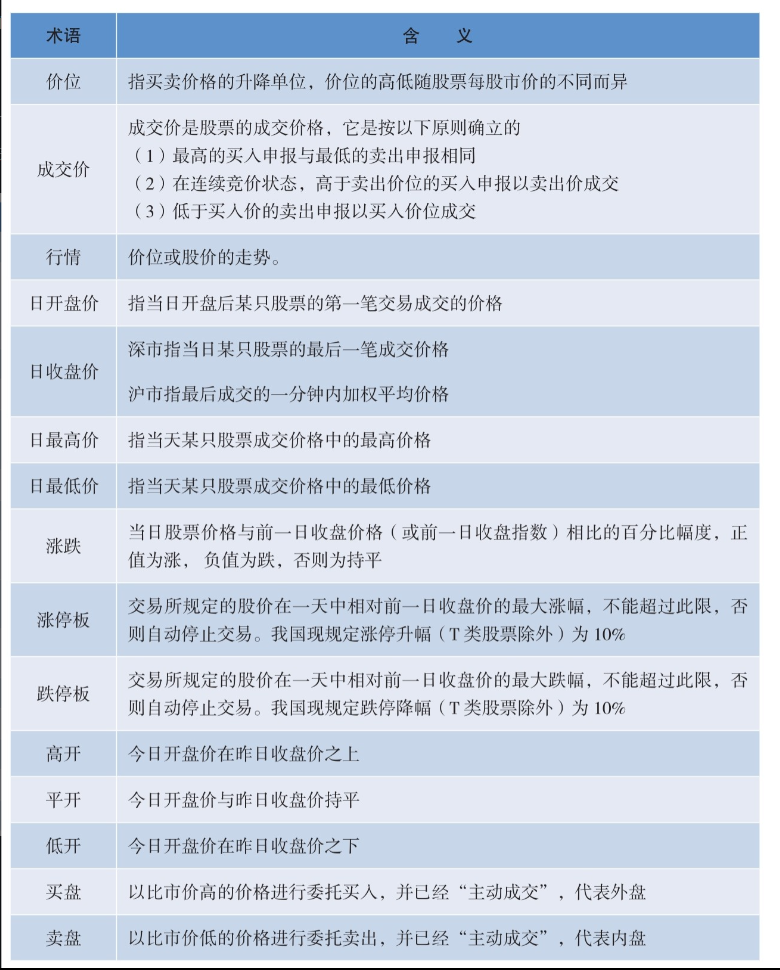 术语
含 义
价位
指买卖价格的升降单位，价位的高低随股票每股市价的不同而异
成交价
成交价是股票的成交价格，它是按以下原则确立的
（1）最高的买入申报与最低的卖出申报相同
（2）在连续竞价状态，高于卖出价位的买入申报以卖出价成交
（3）低于买入价的卖出申报以买入价位成交
行情
价位或股价的走势。
日开盘价
指当日开盘后某只股票的第一笔交易成交的价格
日收盘价
深市指当日某只股票的最后一笔成交价格
沪市指最后成交的一分钟内加权平均价格
日最高价
指当天某只股票成交价格中的最高价格
日最低价
指当天某只股票成交价格中的最低价格
涨跌
当日股票价格与前一日收盘价格（或前一日收盘指数）相比的百分比幅度，正
值为涨， 负值为跌，否则为持平
涨停板
交易所规定的股价在一天中相对前一日收盘价的最大涨幅，不能超过此限，否
则自动停止交易。我国现规定涨停升幅（T 类股票除外）为 10%
跌停板
交易所规定的股价在一天中相对前一日收盘价的最大跌幅，不能超过此限，否
则自动停止交易。我国现规定跌停降幅（T 类股票除外）为 10%
高开
今日开盘价在昨日收盘价之上
平开
今日开盘价与昨日收盘价持平
低开
今日开盘价在昨日收盘价之下
买盘
以比市价高的价格进行委托买入，并已经“主动成交”，代表外盘
卖盘
以比市价低的价格进行委托卖出，并已经“主动成交”，代表内盘